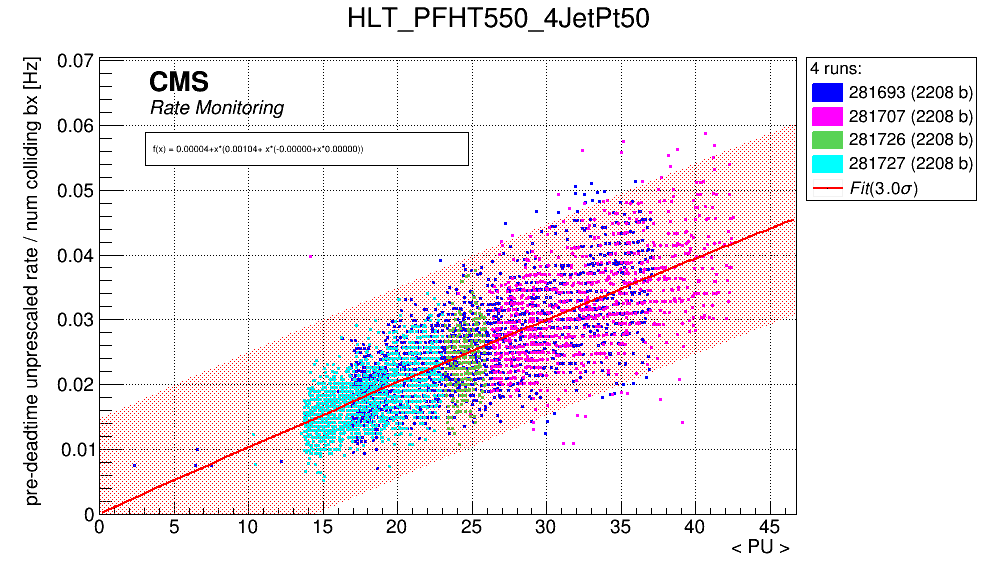 HLT_PFHT550_4JetPt50
pre-deadtime unprescaled rate / num colliding bx [Hz]
0.07
0.06
0.05
0.04
0.03
0.02
0.01
0
CMS
Rate Monitoring
f(x) = 0.00004+x*(0.00104+ x*(-0.00000+x*0.00000))
0 5 10 15 20 25 30 35 40 45
< PU >
4 runs:
281693 (2208 b)
281707 (2208 b)
281726 (2208 b)
281727 (2208 b)
Fit(3.0σ)